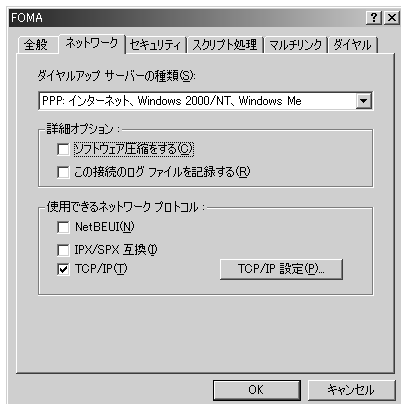 FOMA
全般 ネットワーク セキュリティ スクリプト処理 マルチリンク ダイヤル
ダイヤルアップ サーバーの種類(S):
PPP: インターネット、Windows 2000/NT、Windows Me
詳細オプション :
ソフトウェア圧縮をする(C)
この接続のログ ファイルを記録する(R)
使用できるネットワーク プロトコル :
NetBEUI(N)
IPX/SPX 互換(I)
TCP/IP(T) TCP/IP 設定(P)...
OK キャンセル